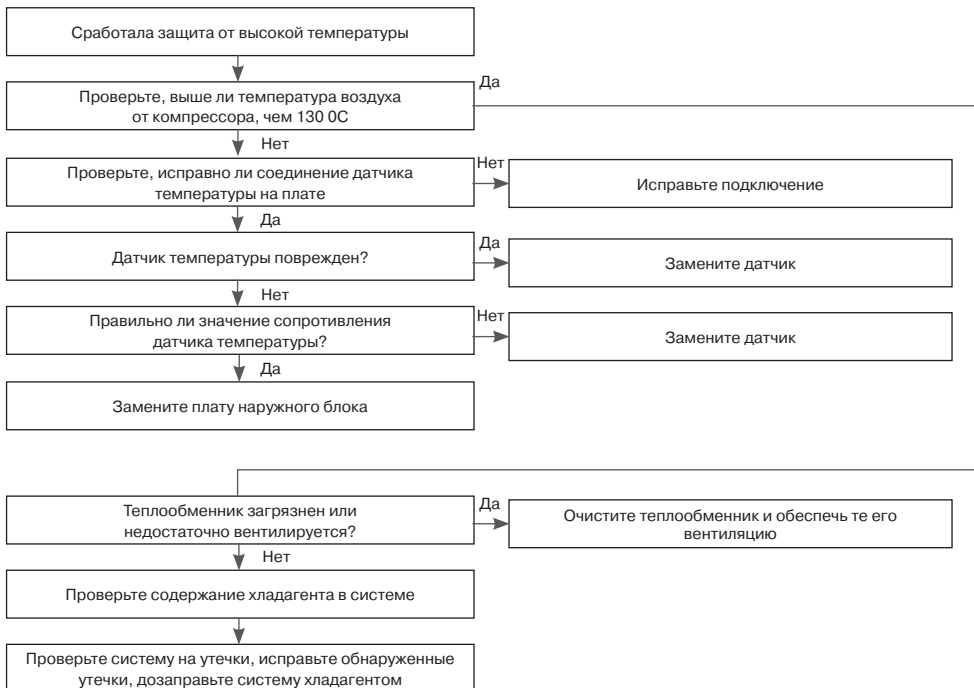 Сработала защита от высокой температуры
Да
Проверьте, выше ли температура воздуха
от компрессора, чем 130 0С
Нет
Проверьте, исправно ли соединение датчика
температуры на плате
Нет
Исправьте подключение
Да
Датчик температуры поврежден?
Да
Замените датчик
Нет
Правильно ли значение сопротивления
датчика температуры?
Нет
Замените датчик
Да
Замените плату наружного блока
Теплообменник загрязнен или
недостаточно вентилируется?
Да
Очистите теплообменник и обеспечь те его
вентиляцию
Нет
Проверьте содержание хладагента в системе
Проверьте систему на утечки, исправьте обнаруженные
утечки, дозаправьте систему хладагентом